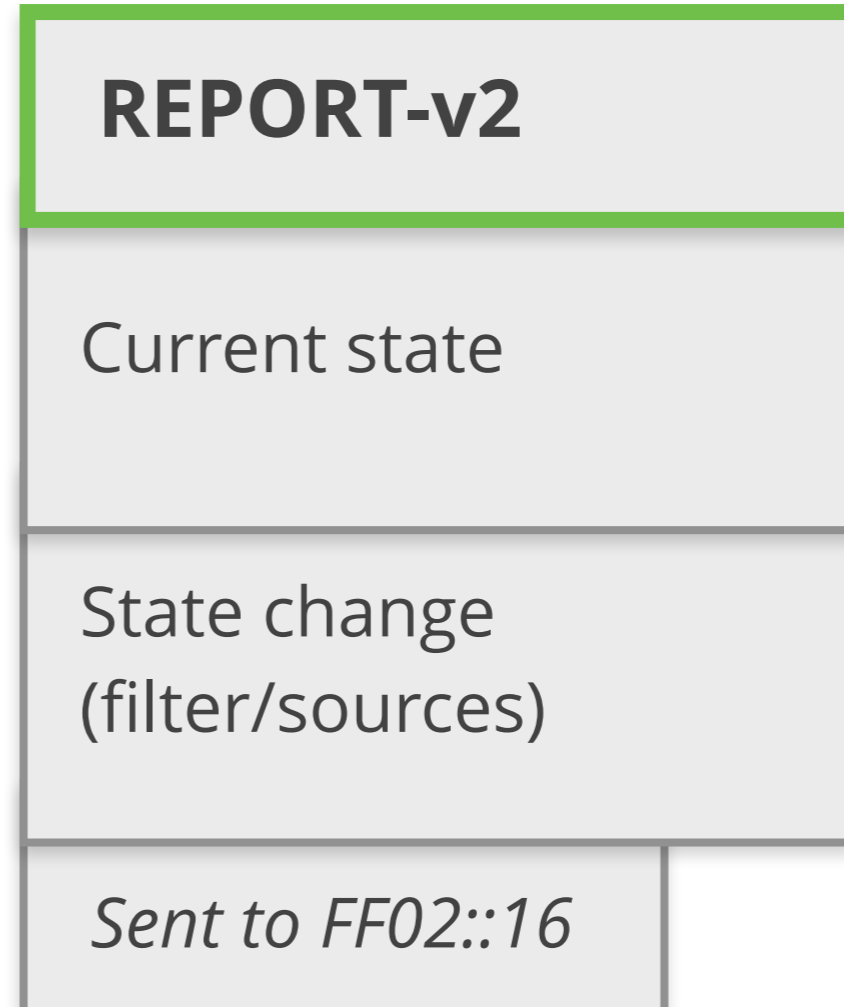 REPORT-v2
Current state
State change
(filter/sources)
Sent to FF02::16